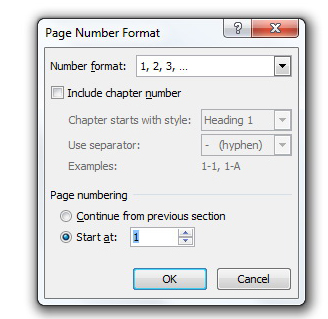 Page Number Format
Number format: 1, 2, 3, ...
Include chapter number
Chapter starts with style: Heading 1
Use separator: - (hyphen)
Examples: 1-1, 1-A
Page numbering
Continue from previous section
Start at: 1
OK Cancel